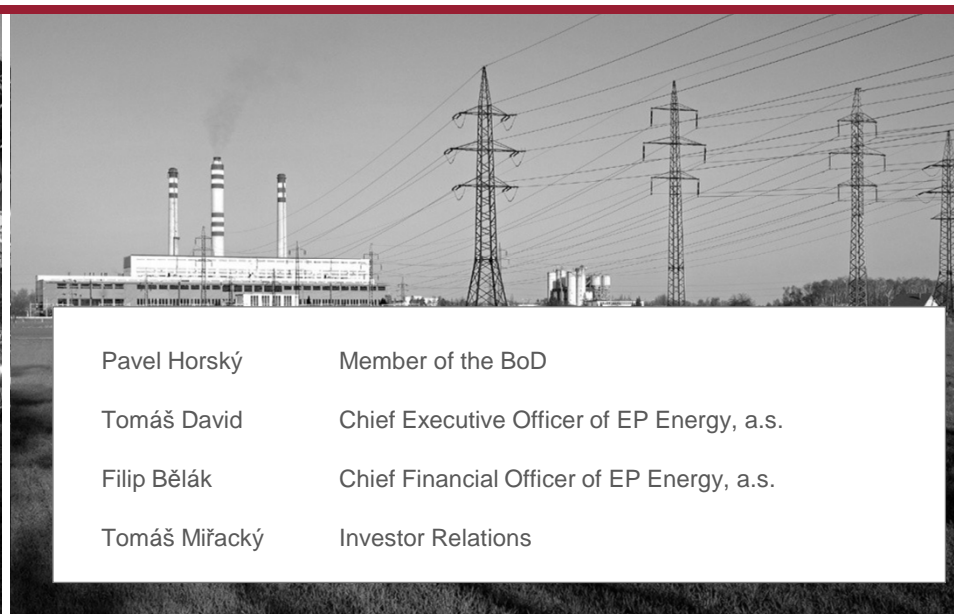 Pavel Horský Member of the BoD
Tomáš David Chief Executive Officer of EP Energy, a.s.
Filip Bělák Chief Financial Officer of EP Energy, a.s.
Tomáš Miřacký Investor Relations